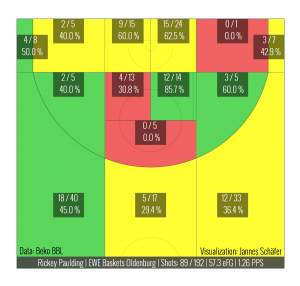 2 / 5
40.0 %
9 / 15
60.0 %
15 / 24
62.5 %
0 / 1
0.0 %
4 / 8
50.0 %
3 / 7
42.9 %
2 / 5
40.0 %
4 / 13
30.8 %
12 / 14
85.7 %
3 / 5
60.0 %
0 / 5
0.0 %
18 / 40
45.0 %
5 / 17
29.4 %
12 / 33
36.4 %
Data: Beko BBL
Visualization: Jannes Schäfer
Rickey Paulding | EWE Baskets Oldenburg | Shots: 89 / 192 | 57.3 eFG | 1.26 PPS